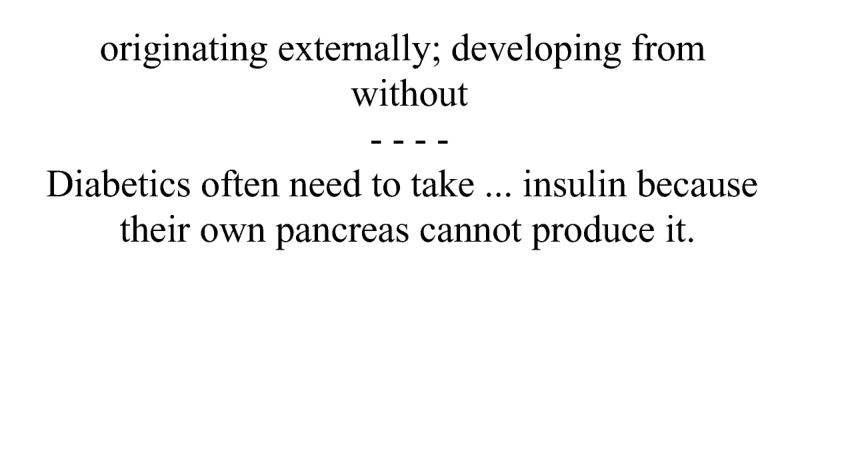 originating externally; developing from
without
- - - -
Diabetics often need to take ... insulin because
their own pancreas cannot produce it.